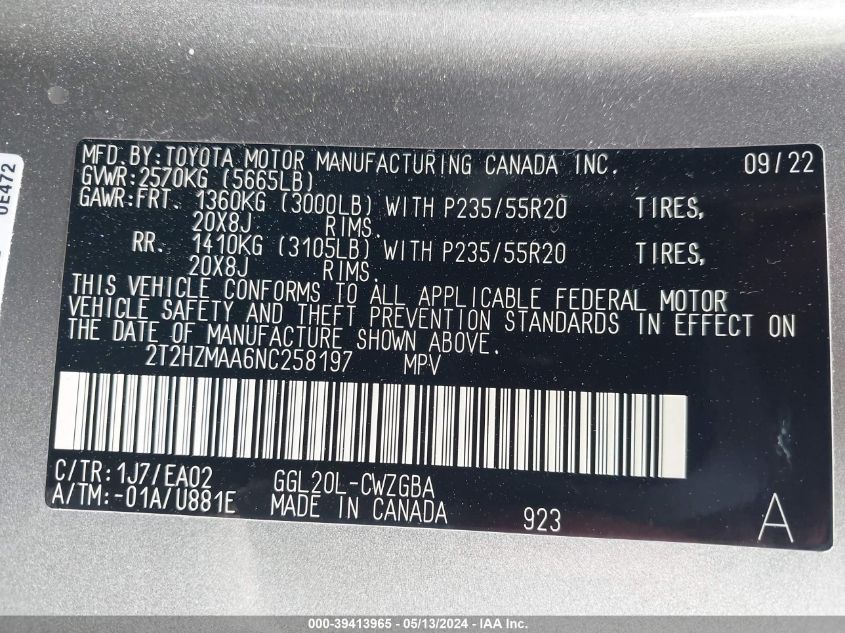 MFD.BY:TOYOTA MOTOR MANUFACTURING CANADA INC. 09/22
GVWR:2570KG (5665LB)
GAWR:FRT. 1360KG (3000LB) WITH P235/55R20 TIRES,
20X8J RIMS.
RR. 1410KG (3105LB) WITH P235/55R20 TIRES,
20X8J RIMS.
THIS VEHICLE CONFORMS TO ALL APPLICABLE FEDERAL MOTOR
VEHICLE SAFETY AND THEFT PREVENTION STANDARDS IN EFFECT ON
THE DATE OF MANUFACTURE SHOWN ABOVE.
2T2HZMAA6NC258197 MPV
C/TR:1J7/EA02 GGL20L-CWZGBA
A/TM:-01A/U881E MADE IN CANADA 923 A
0E472
000-39413965 - 05/13/2024 - IMAGE #9